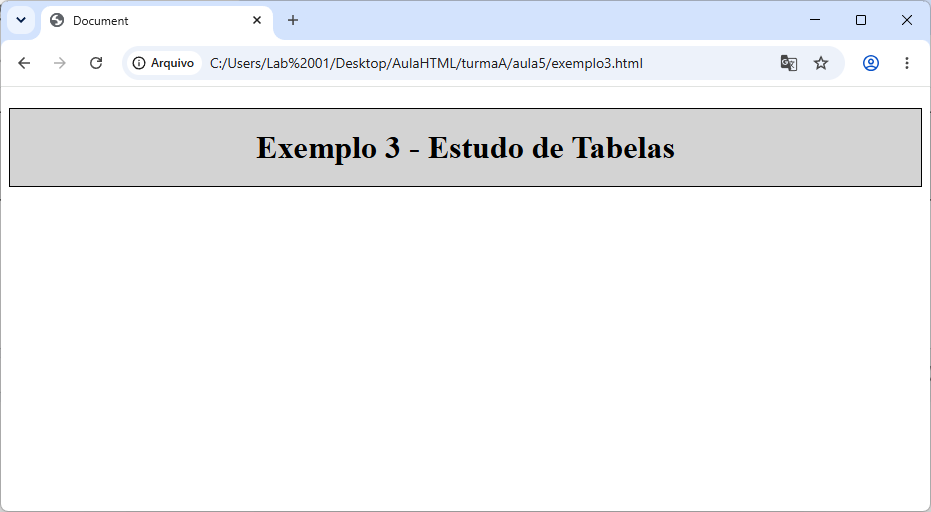 Document
Arquivo C:/Users/Lab%2001/Desktop/AulaHTML/turmaA/aula5/exemplo3.html
Exemplo 3 - Estudo de Tabelas